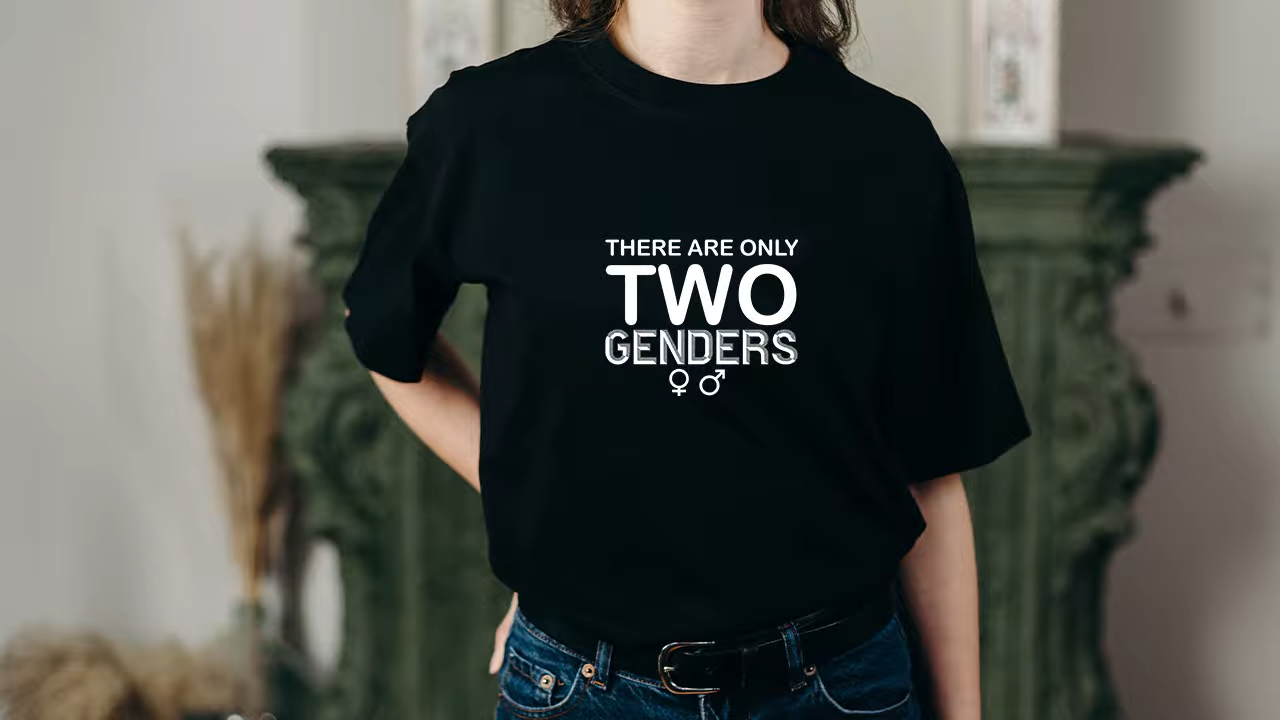 THERE ARE ONLY
TWO
GENDERS
♀ ♂